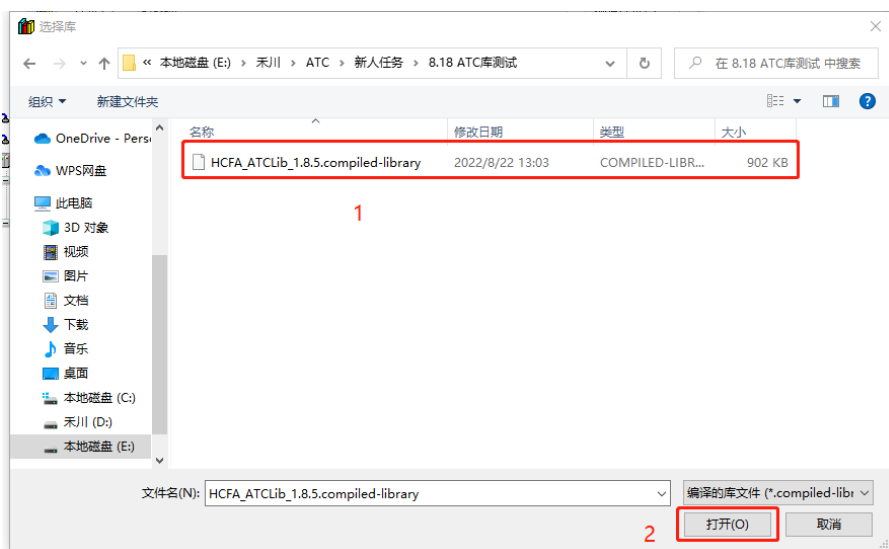 选择库
« 本地磁盘 (E:) › 禾川 › ATC › 新人任务 › 8.18 ATC库测试
在 8.18 ATC库测试 中搜索
组织 新建文件夹
名称 修改日期 类型 大小
HCFA_ATCLib_1.8.5.compiled-library 2022/8/22 13:03 COMPILED-LIBR... 902 KB
1
OneDrive - Pers
WPS网盘
此电脑
3D 对象
视频
图片
文档
下载
音乐
桌面
本地磁盘 (C:)
禾川 (D:)
本地磁盘 (E:)
文件名(N): HCFA_ATCLib_1.8.5.compiled-library 编译的库文件 (*.compiled-libr
2 打开(O) 取消